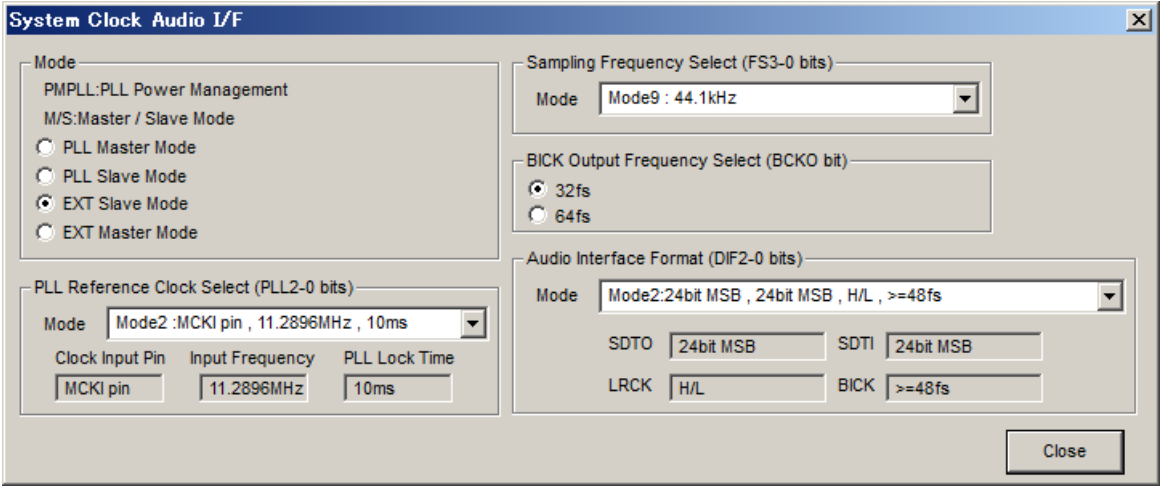 System Clock Audio I/F
Mode
PMPLL:PLL Power Management
M/S:Master / Slave Mode
PLL Master Mode
PLL Slave Mode
EXT Slave Mode
EXT Master Mode
PLL Reference Clock Select (PLL2-0 bits)
Mode Mode2 :MCKI pin , 11.2896MHz , 10ms
Clock Input Pin Input Frequency PLL Lock Time
MCKI pin 11.2896MHz 10ms
Sampling Frequency Select (FS3-0 bits)
Mode Mode9 : 44.1kHz
BICK Output Frequency Select (BCKO bit)
32fs
64fs
Audio Interface Format (DIF2-0 bits)
Mode Mode2:24bit MSB , 24bit MSB , H/L , >=48fs
SDTO 24bit MSB SDTI 24bit MSB
LRCK H/L BICK >=48fs
Close